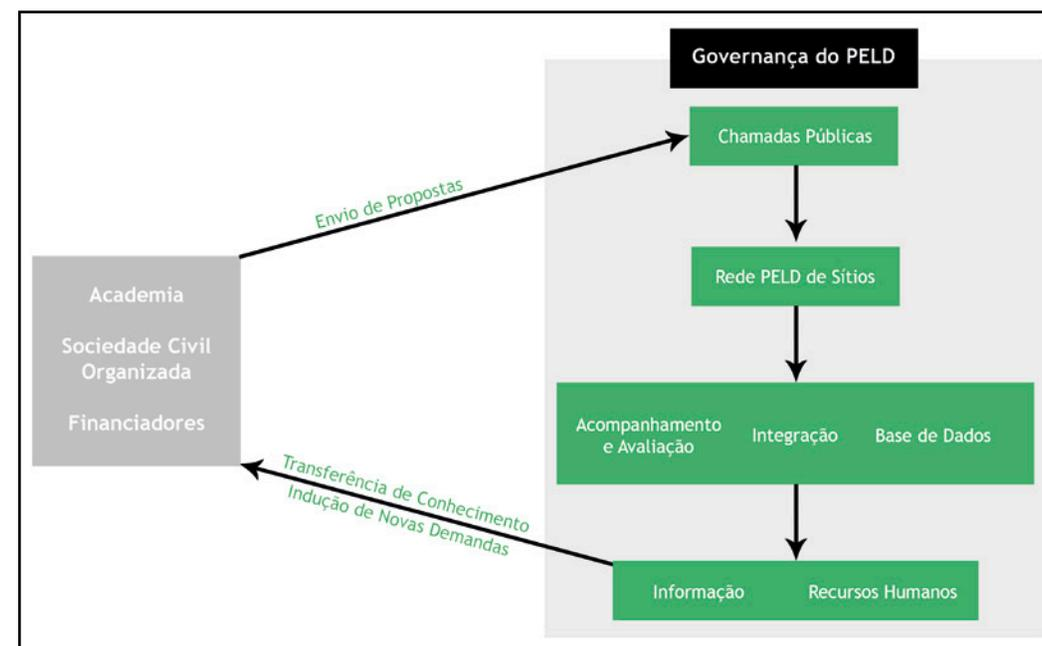 Governança do PELD
Chamadas Públicas
Envio de Propostas
Rede PELD de Sítios
Academia
Sociedade Civil
Organizada
Financiadores
Acompanhamento
e Avaliação
Integração
Base de Dados
Transferência de Conhecimento
Indução de Novas Demandas
Informação
Recursos Humanos